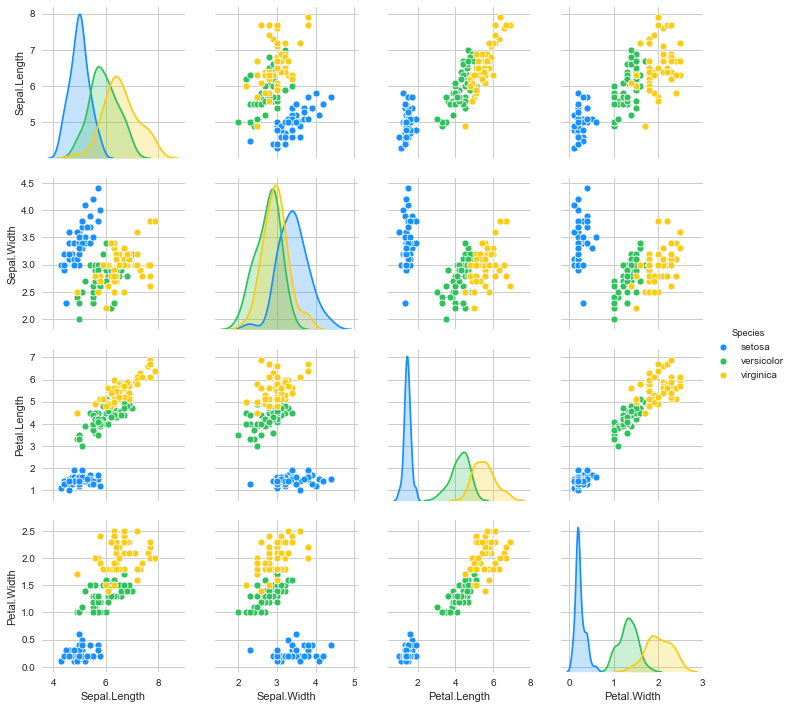 8
7
6
5
Sepal.Length
4.5
4.0
3.5
3.0
2.5
2.0
Sepal.Width
Species
setosa
versicolor
virginica
7
6
5
4
3
2
1
Petal.Length
2.5
2.0
1.5
1.0
0.5
0.0
Petal.Width
4 6 8
Sepal.Length
2 3 4 5
Sepal.Width
2 4 6 8
Petal.Length
0 1 2 3
Petal.Width